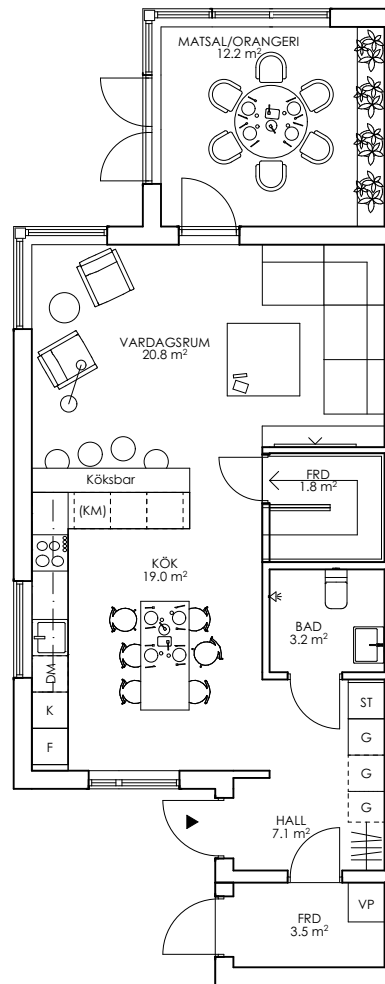 MATSAL/ORANGERI
12.2 m²
VARDAGSRUM
20.8 m²
Köksbar
(KM)
FRD
1.8 m²
KÖK
19.0 m²
BAD
3.2 m²
DM
K
F
ST
G
G
G
HALL
7.1 m²
FRD
3.5 m²
VP